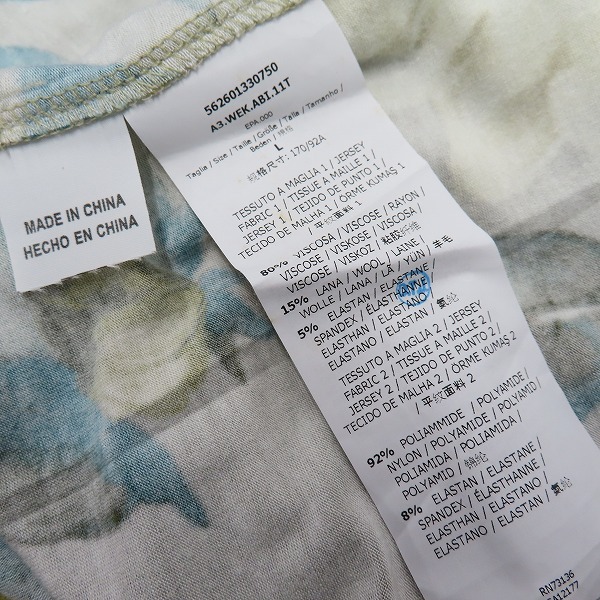 562601330750
A3.WEK.ABI.11T
EPA.000
Taglia / Size / Taille / Größe / Talla / Tamanho /
Beden / 规格
L
规格尺寸: 170/92A
TESSUTO A MAGLIA 1 / JERSEY
FABRIC 1 / TISSUE A MAILLE 1 /
JERSEY 1 / TEJIDO DE PUNTO 1 /
TECIDO DE MALHA 1 / ÖRME KUMAŞ 1
/ 平纹面料 1
80% VISCOSA / VISCOSE / RAYON /
VISCOSE / VISKOSE / VISCOSA /
VISCOSE / VISKOZ / 粘胶纤维
15% LANA / WOOL / LAINE /
WOLLE / LANA / LÃ / YÜN / 羊毛
5% ELASTAN / ELASTANE /
SPANDEX / ÉLASTHANNE /
ELASTHAN / ELASTANO /
ELASTANO / ELASTAN / 氨纶
TESSUTO A MAGLIA 2 / JERSEY
FABRIC 2 / TISSUE A MAILLE 2 /
JERSEY 2 / TEJIDO DE PUNTO 2 /
TECIDO DE MALHA 2 / ÖRME KUMAŞ 2
/ 平纹面料 2
92% POLIAMMIDE / POLYAMIDE /
NYLON / POLYAMIDE / POLYAMID /
POLIAMIDA / POLIAMIDA /
POLYAMID / 锦纶
8% ELASTAN / ELASTANE /
SPANDEX / ÉLASTHANNE /
ELASTHAN / ELASTANO /
ELASTANO / ELASTAN / 氨纶
RN73136
CA12177
MADE IN CHINA
HECHO EN CHINA